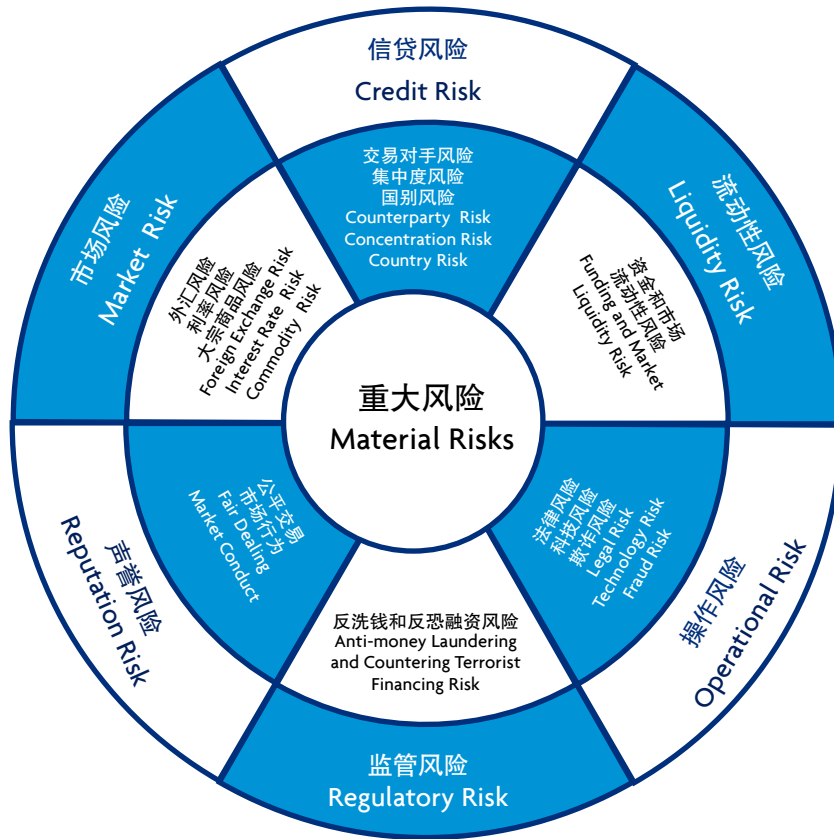 重大风险
Material Risks
信贷风险
Credit Risk
交易对手风险
集中度风险
国别风险
Counterparty Risk
Concentration Risk
Country Risk
流动性风险
Liquidity Risk
资金和市场
流动性风险
Funding and Market
Liquidity Risk
操作风险
Operational Risk
法律风险
科技风险
欺诈风险
Legal Risk
Technology Risk
Fraud Risk
监管风险
Regulatory Risk
反洗钱和反恐融资风险
Anti-money Laundering
and Countering Terrorist
Financing Risk
声誉风险
Reputation Risk
公平交易
市场行为
Fair Dealing
Market Conduct
市场风险
Market Risk
外汇风险
利率风险
大宗商品风险
Foreign Exchange Risk
Interest Rate Risk
Commodity Risk